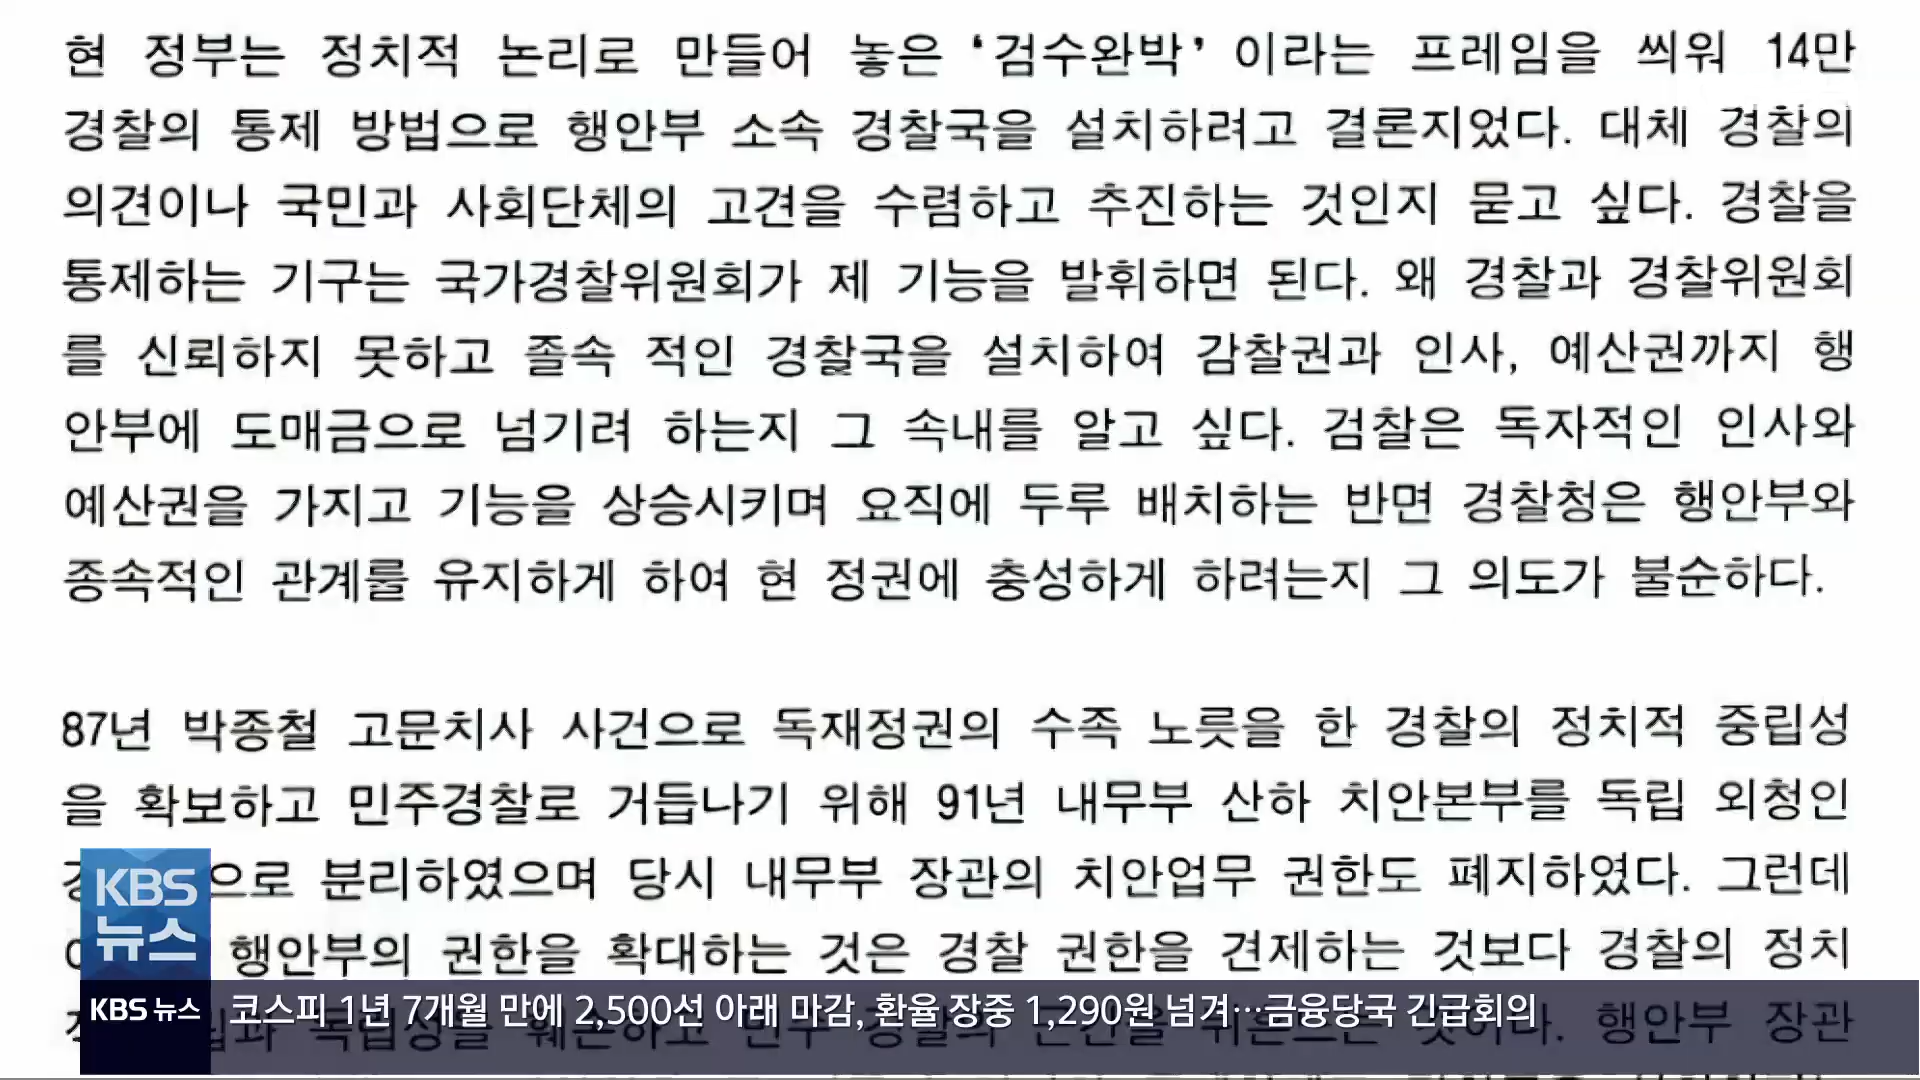 현 정부는 정치적 논리로 만들어 놓은 ‘검수완박’ 이라는 프레임을 씌워 14만
경찰의 통제 방법으로 행안부 소속 경찰국을 설치하려고 결론지었다. 대체 경찰의
의견이나 국민과 사회단체의 고견을 수렴하고 추진하는 것인지 묻고 싶다. 경찰을
통제하는 기구는 국가경찰위원회가 제 기능을 발휘하면 된다. 왜 경찰과 경찰위원회
를 신뢰하지 못하고 졸속 적인 경찰국을 설치하여 감찰권과 인사, 예산권까지 행
안부에 도매금으로 넘기려 하는지 그 속내를 알고 싶다. 검찰은 독자적인 인사와
예산권을 가지고 기능을 상승시키며 요직에 두루 배치하는 반면 경찰청은 행안부와
종속적인 관계를 유지하게 하여 현 정권에 충성하게 하려는지 그 의도가 불순하다.
87년 박종철 고문치사 사건으로 독재정권의 수족 노릇을 한 경찰의 정치적 중립성
을 확보하고 민주경찰로 거듭나기 위해 91년 내무부 산하 치안본부를 독립 외청인
으로 분리하였으며 당시 내무부 장관의 치안업무 권한도 폐지하였다. 그런데
행안부의 권한을 확대하는 것은 경찰 권한을 견제하는 것보다 경찰의 정치
행안부 장관
KBS
뉴스
KBS 뉴스 코스피 1년 7개월 만에 2,500선 아래 마감, 환율 장중 1,290원 넘겨…금융당국 긴급회의